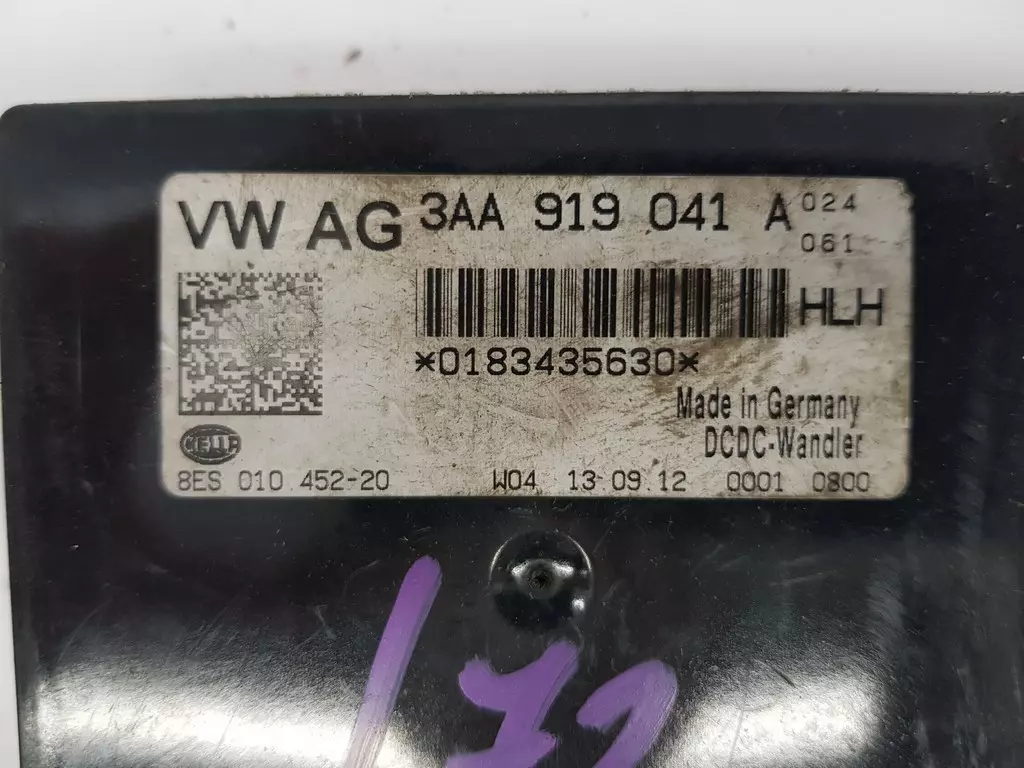 VW AG 3AA 919 041 A 024
061
HLH
*0183435630*
Made in Germany
DCDC-Wandler
HELLA
8ES 010 452-20 W04 13-09.12 0001 0800